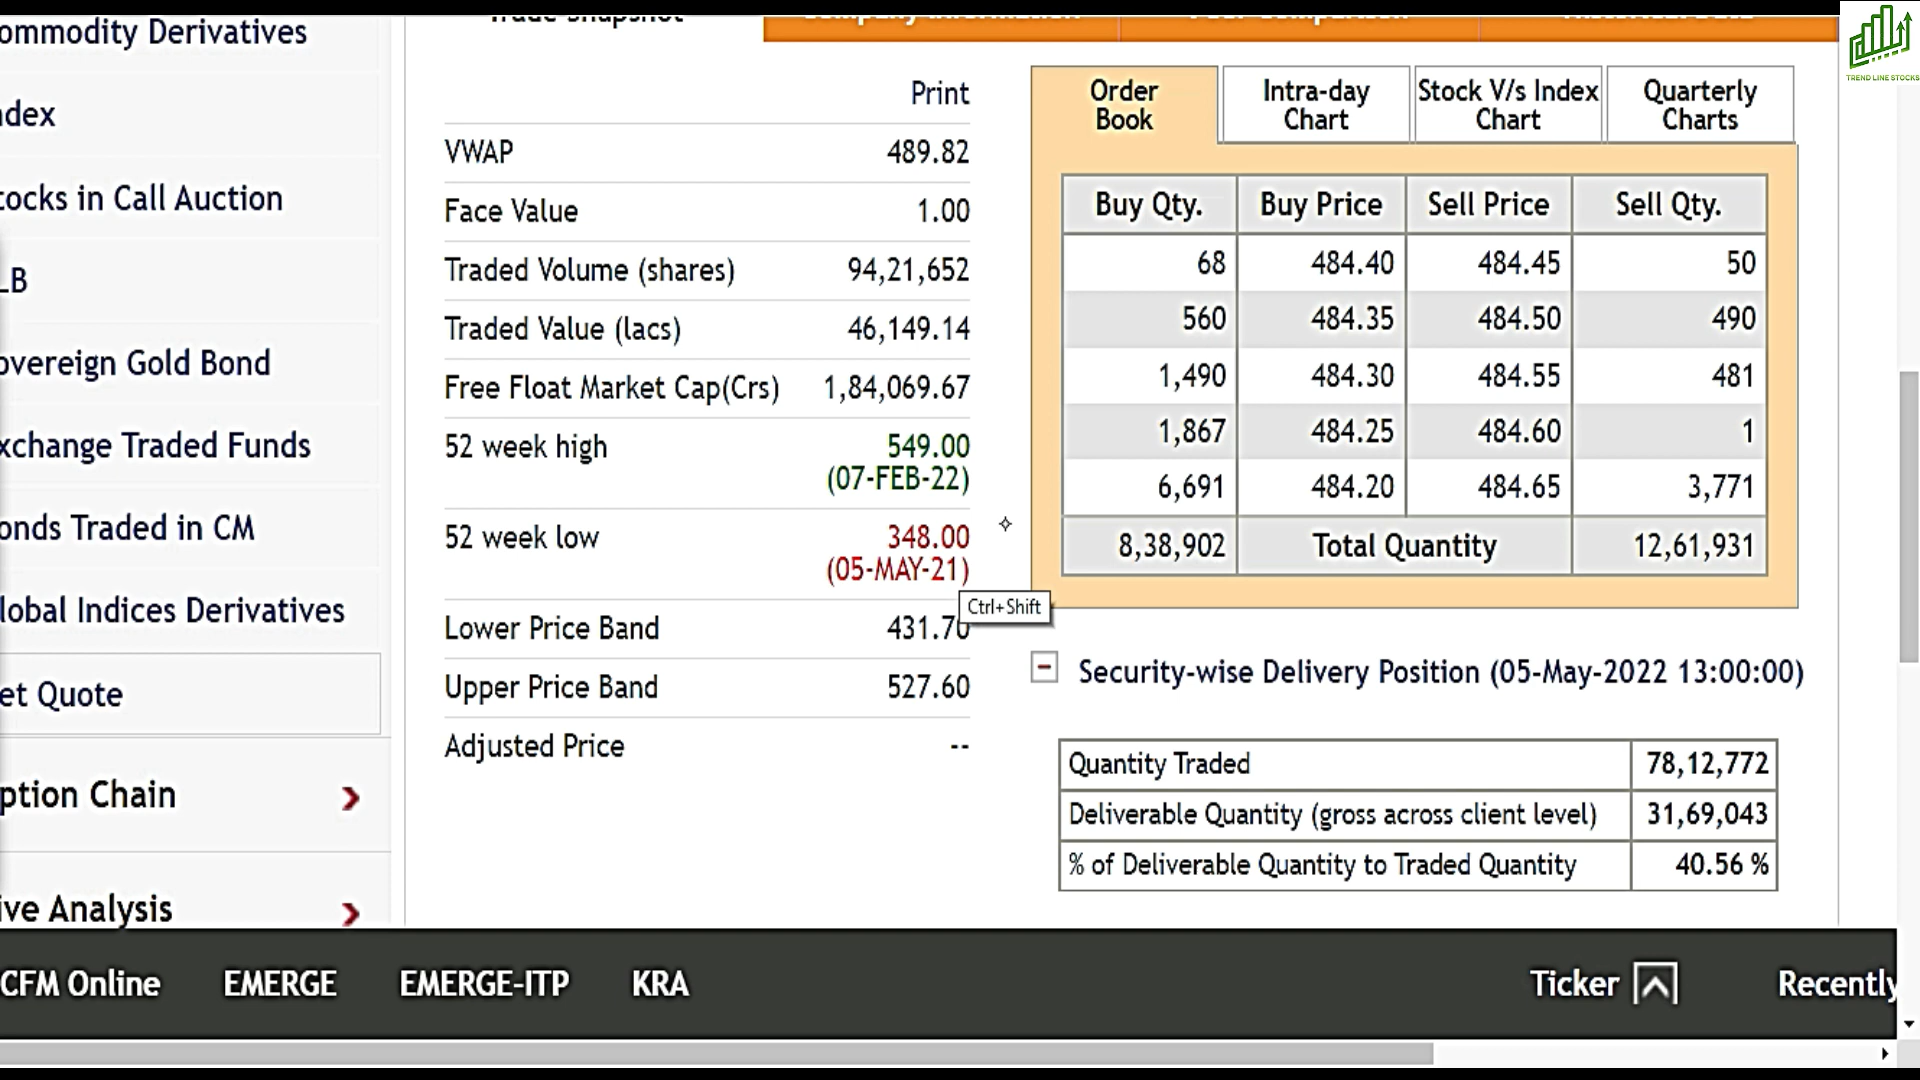 ommodity Derivatives
ndex
tocks in Call Auction
LB
overeign Gold Bond
xchange Traded Funds
onds Traded in CM
lobal Indices Derivatives
et Quote
ption Chain
ive Analysis
Trade Snapshot
Print
VWAP 489.82
Face Value 1.00
Traded Volume (shares) 94,21,652
Traded Value (lacs) 46,149.14
Free Float Market Cap(Crs) 1,84,069.67
52 week high 549.00
(07-FEB-22)
52 week low 348.00
(05-MAY-21)
Lower Price Band 431.70
Upper Price Band 527.60
Adjusted Price --
Ctrl+Shift
Order Book
Intra-day Chart
Stock V/s Index Chart
Quarterly Charts
Buy Qty. Buy Price Sell Price Sell Qty.
68 484.40 484.45 50
560 484.35 484.50 490
1,490 484.30 484.55 481
1,867 484.25 484.60 1
6,691 484.20 484.65 3,771
8,38,902 Total Quantity 12,61,931
Security-wise Delivery Position (05-May-2022 13:00:00)
Quantity Traded 78,12,772
Deliverable Quantity (gross across client level) 31,69,043
% of Deliverable Quantity to Traded Quantity 40.56 %
CFM Online EMERGE EMERGE-ITP KRA Ticker Recently
TREND LINE STOCKS